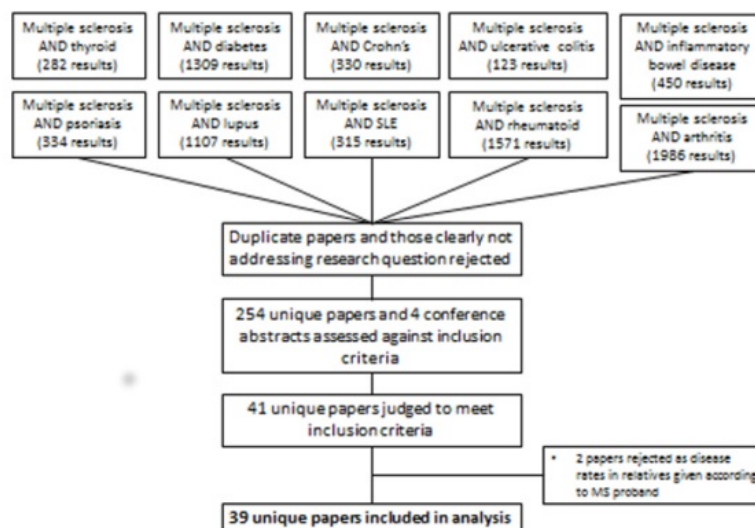 Multiple sclerosis
AND thyroid
(282 results)
Multiple sclerosis
AND diabetes
(1309 results)
Multiple sclerosis
AND Crohn's
(330 results)
Multiple sclerosis
AND ulcerative colitis
(123 results)
Multiple sclerosis
AND inflammatory
bowel disease
(450 results)
Multiple sclerosis
AND psoriasis
(334 results)
Multiple sclerosis
AND lupus
(1107 results)
Multiple sclerosis
AND SLE
(315 results)
Multiple sclerosis
AND rheumatoid
(1571 results)
Multiple sclerosis
AND arthritis
(1986 results)
Duplicate papers and those clearly not
addressing research question rejected
254 unique papers and 4 conference
abstracts assessed against inclusion
criteria
41 unique papers judged to meet
inclusion criteria
• 2 papers rejected as disease
rates in relatives given according
to MS proband
39 unique papers included in analysis